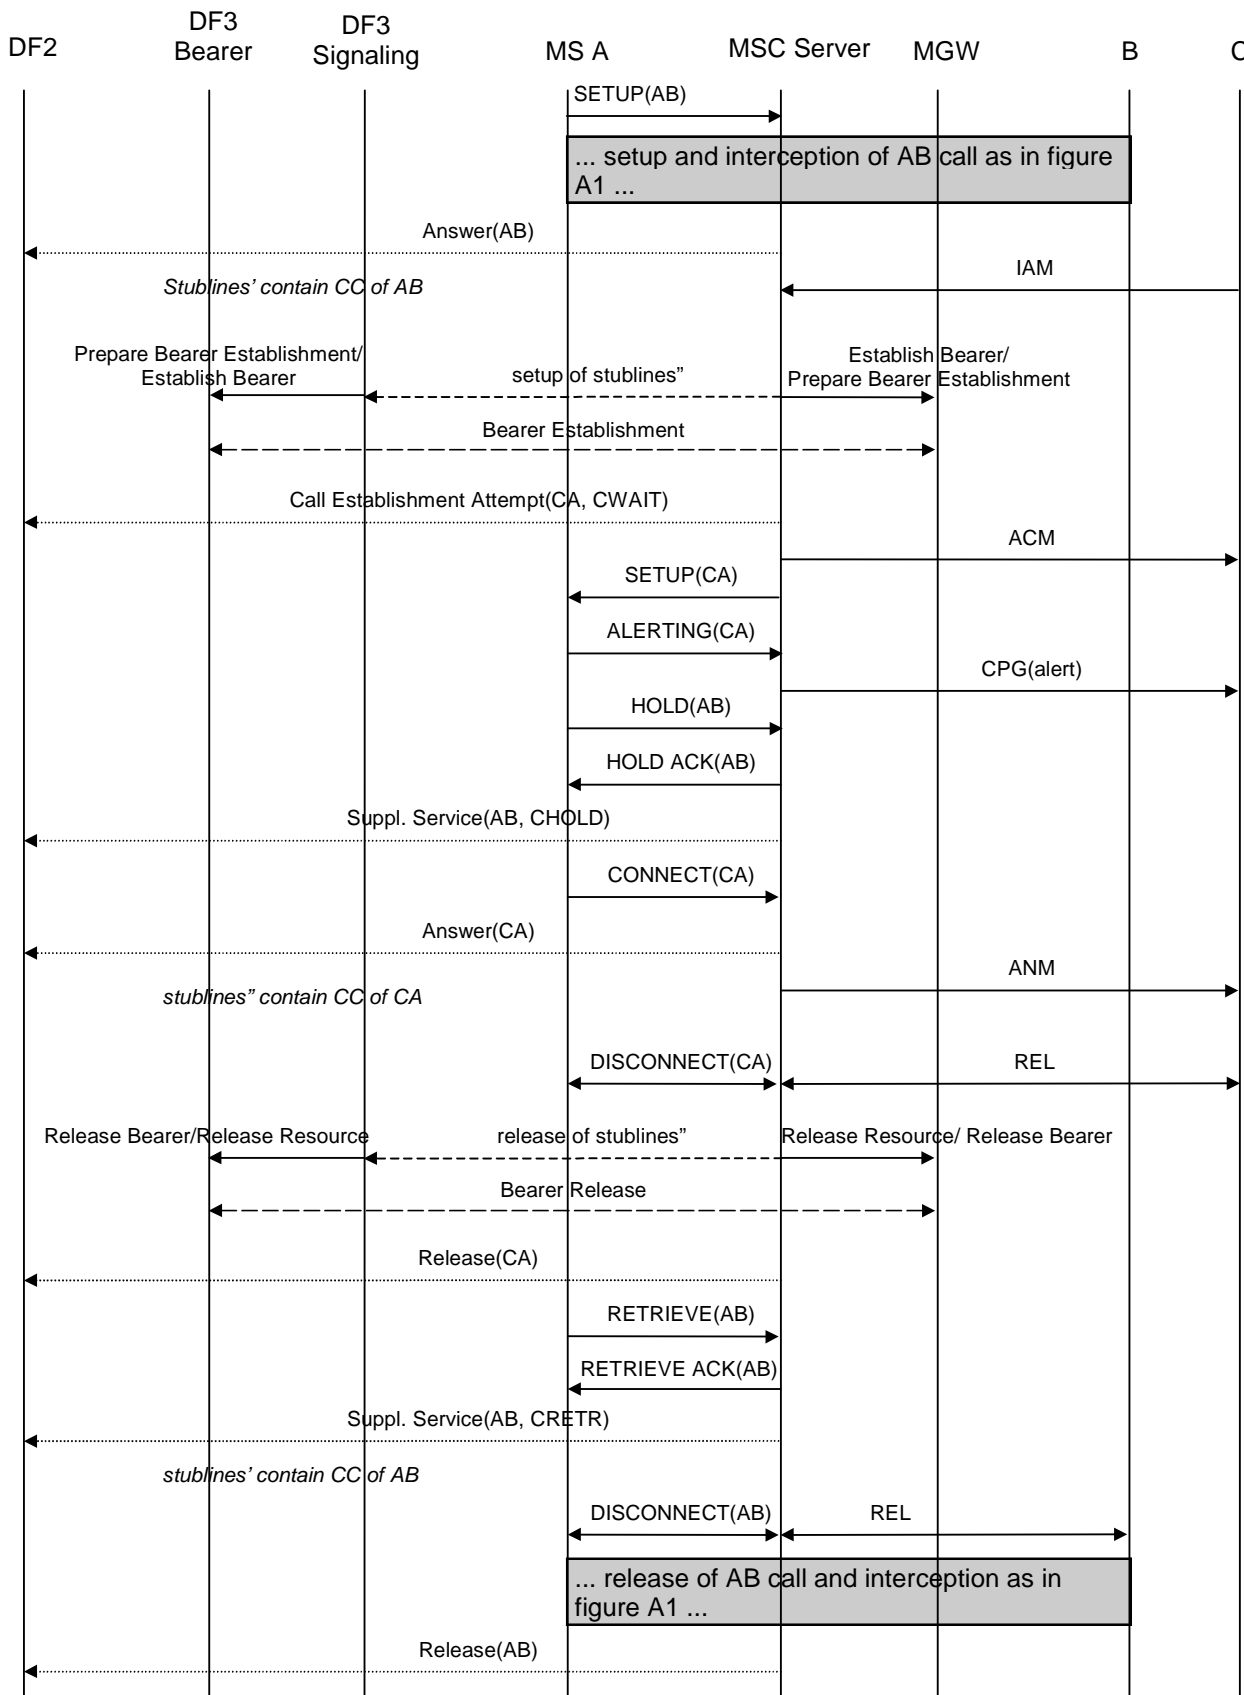 DF2
DF3
Bearer
DF3
Signaling
MS A
MSC Server
MGW
B
C
SETUP(AB)
... setup and interception of AB call as in figure
A1 ...
Answer(AB)
IAM
Stublines’ contain CC of AB
Prepare Bearer Establishment/
Establish Bearer
setup of stublines”
Establish Bearer/
Prepare Bearer Establishment
Bearer Establishment
Call Establishment Attempt(CA, CWAIT)
ACM
SETUP(CA)
ALERTING(CA)
CPG(alert)
HOLD(AB)
HOLD ACK(AB)
Suppl. Service(AB, CHOLD)
CONNECT(CA)
Answer(CA)
ANM
stublines” contain CC of CA
DISCONNECT(CA)
REL
Release Bearer/Release Resource
release of stublines”
Release Resource/ Release Bearer
Bearer Release
Release(CA)
RETRIEVE(AB)
RETRIEVE ACK(AB)
Suppl. Service(AB, CRETR)
stublines’ contain CC of AB
DISCONNECT(AB)
REL
... release of AB call and interception as in
figure A1 ...
Release(AB)